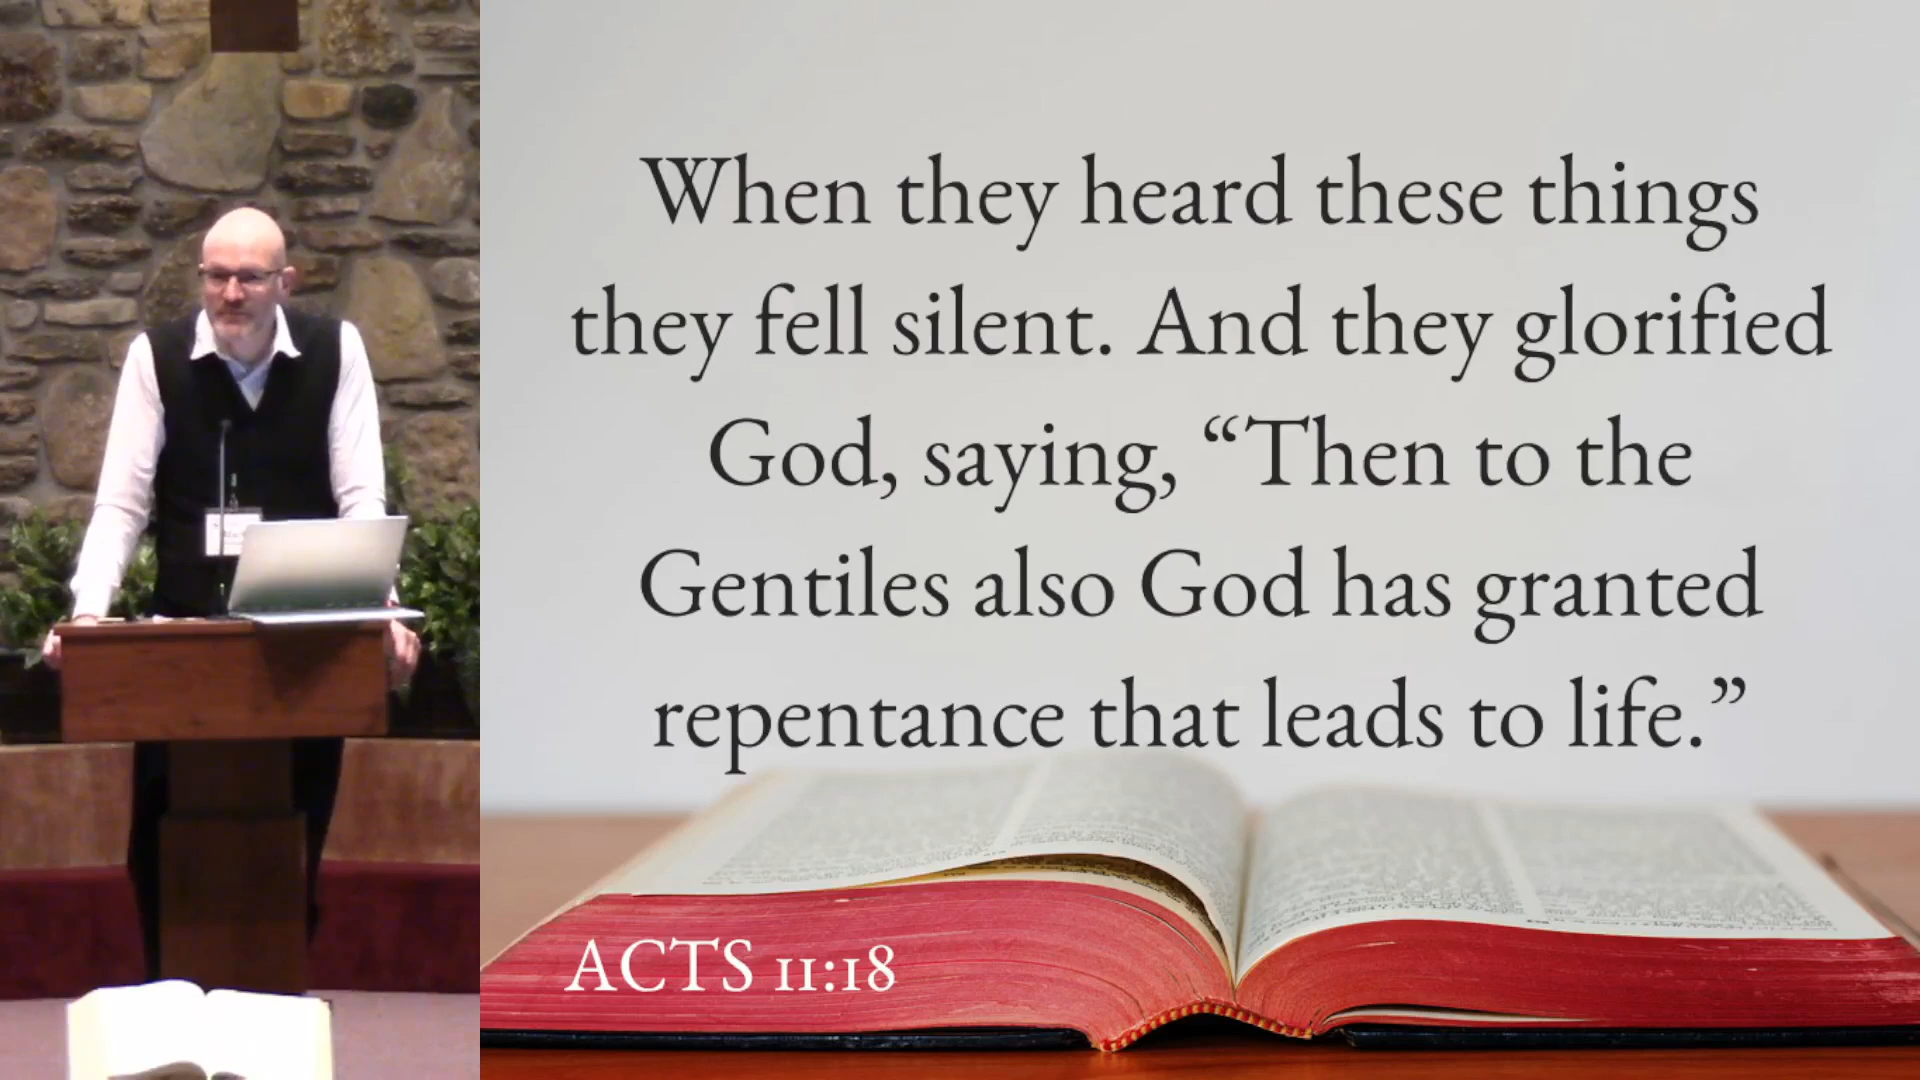 When they heard these things
they fell silent. And they glorified
God, saying, “Then to the
Gentiles also God has granted
repentance that leads to life.”
ACTS 11:18